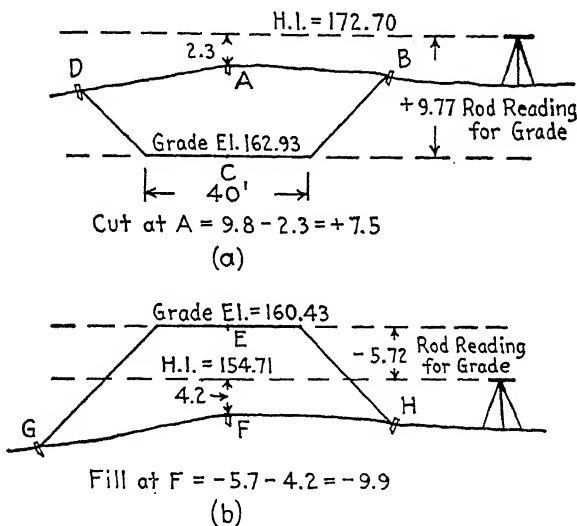 H.I. = 172.70
2.3
D
A
B
+9.77 Rod Reading
for Grade
Grade El. 162.93
C
40'
Cut at A = 9.8 - 2.3 = +7.5
(a)
Grade El. = 160.43
E
-5.72 Rod Reading
for Grade
H.I. = 154.71
4.2
G
F
H
Fill at F = -5.7 - 4.2 = -9.9
(b)